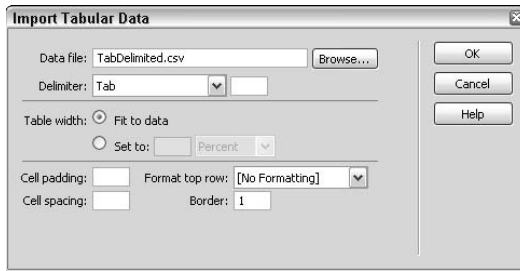 Import Tabular Data
Data file: TabDelimited.csv Browse... OK
Delimiter: Tab Cancel
Table width: Fit to data Help
Set to: Percent
Cell padding: Format top row: [No Formatting]
Cell spacing: Border: 1